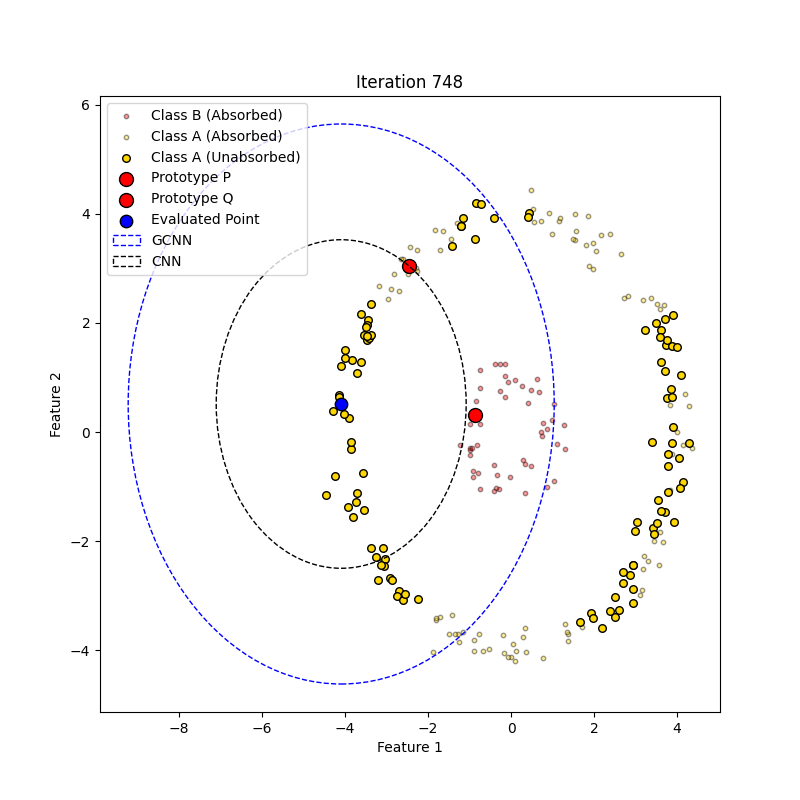 Iteration 748
Class B (Absorbed)
Class A (Absorbed)
Class A (Unabsorbed)
Prototype P
Prototype Q
Evaluated Point
GCNN
CNN
6
4
2
0
−2
−4
Feature 2
−8
−6
−4
−2
0
2
4
Feature 1